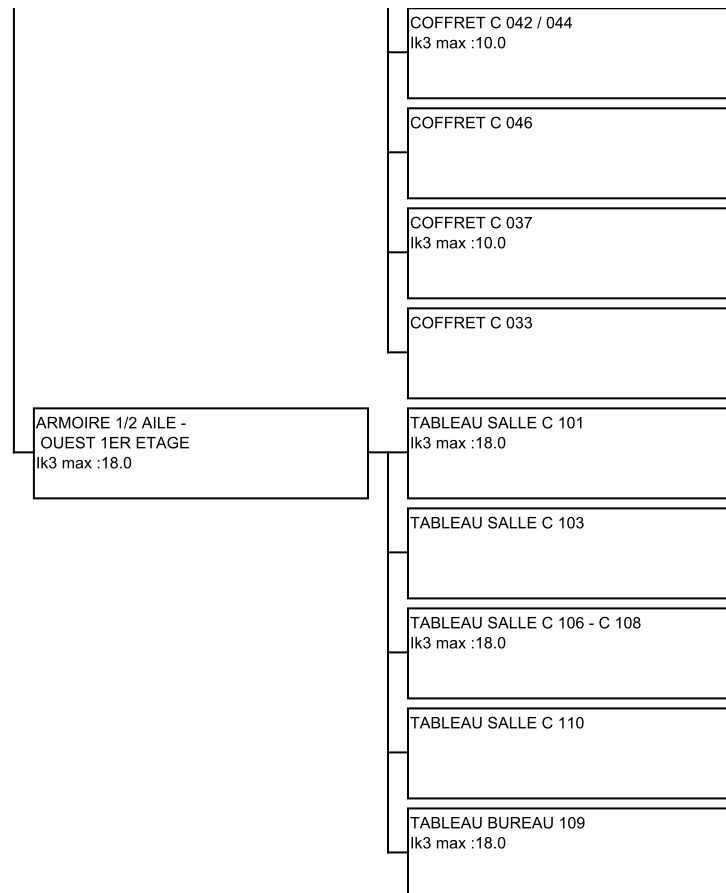 COFFRET C 042 / 044
Ik3 max :10.0
COFFRET C 046
COFFRET C 037
Ik3 max :10.0
COFFRET C 033
ARMOIRE 1/2 AILE -
OUEST 1ER ETAGE
Ik3 max :18.0
TABLEAU SALLE C 101
Ik3 max :18.0
TABLEAU SALLE C 103
TABLEAU SALLE C 106 - C 108
Ik3 max :18.0
TABLEAU SALLE C 110
TABLEAU BUREAU 109
Ik3 max :18.0